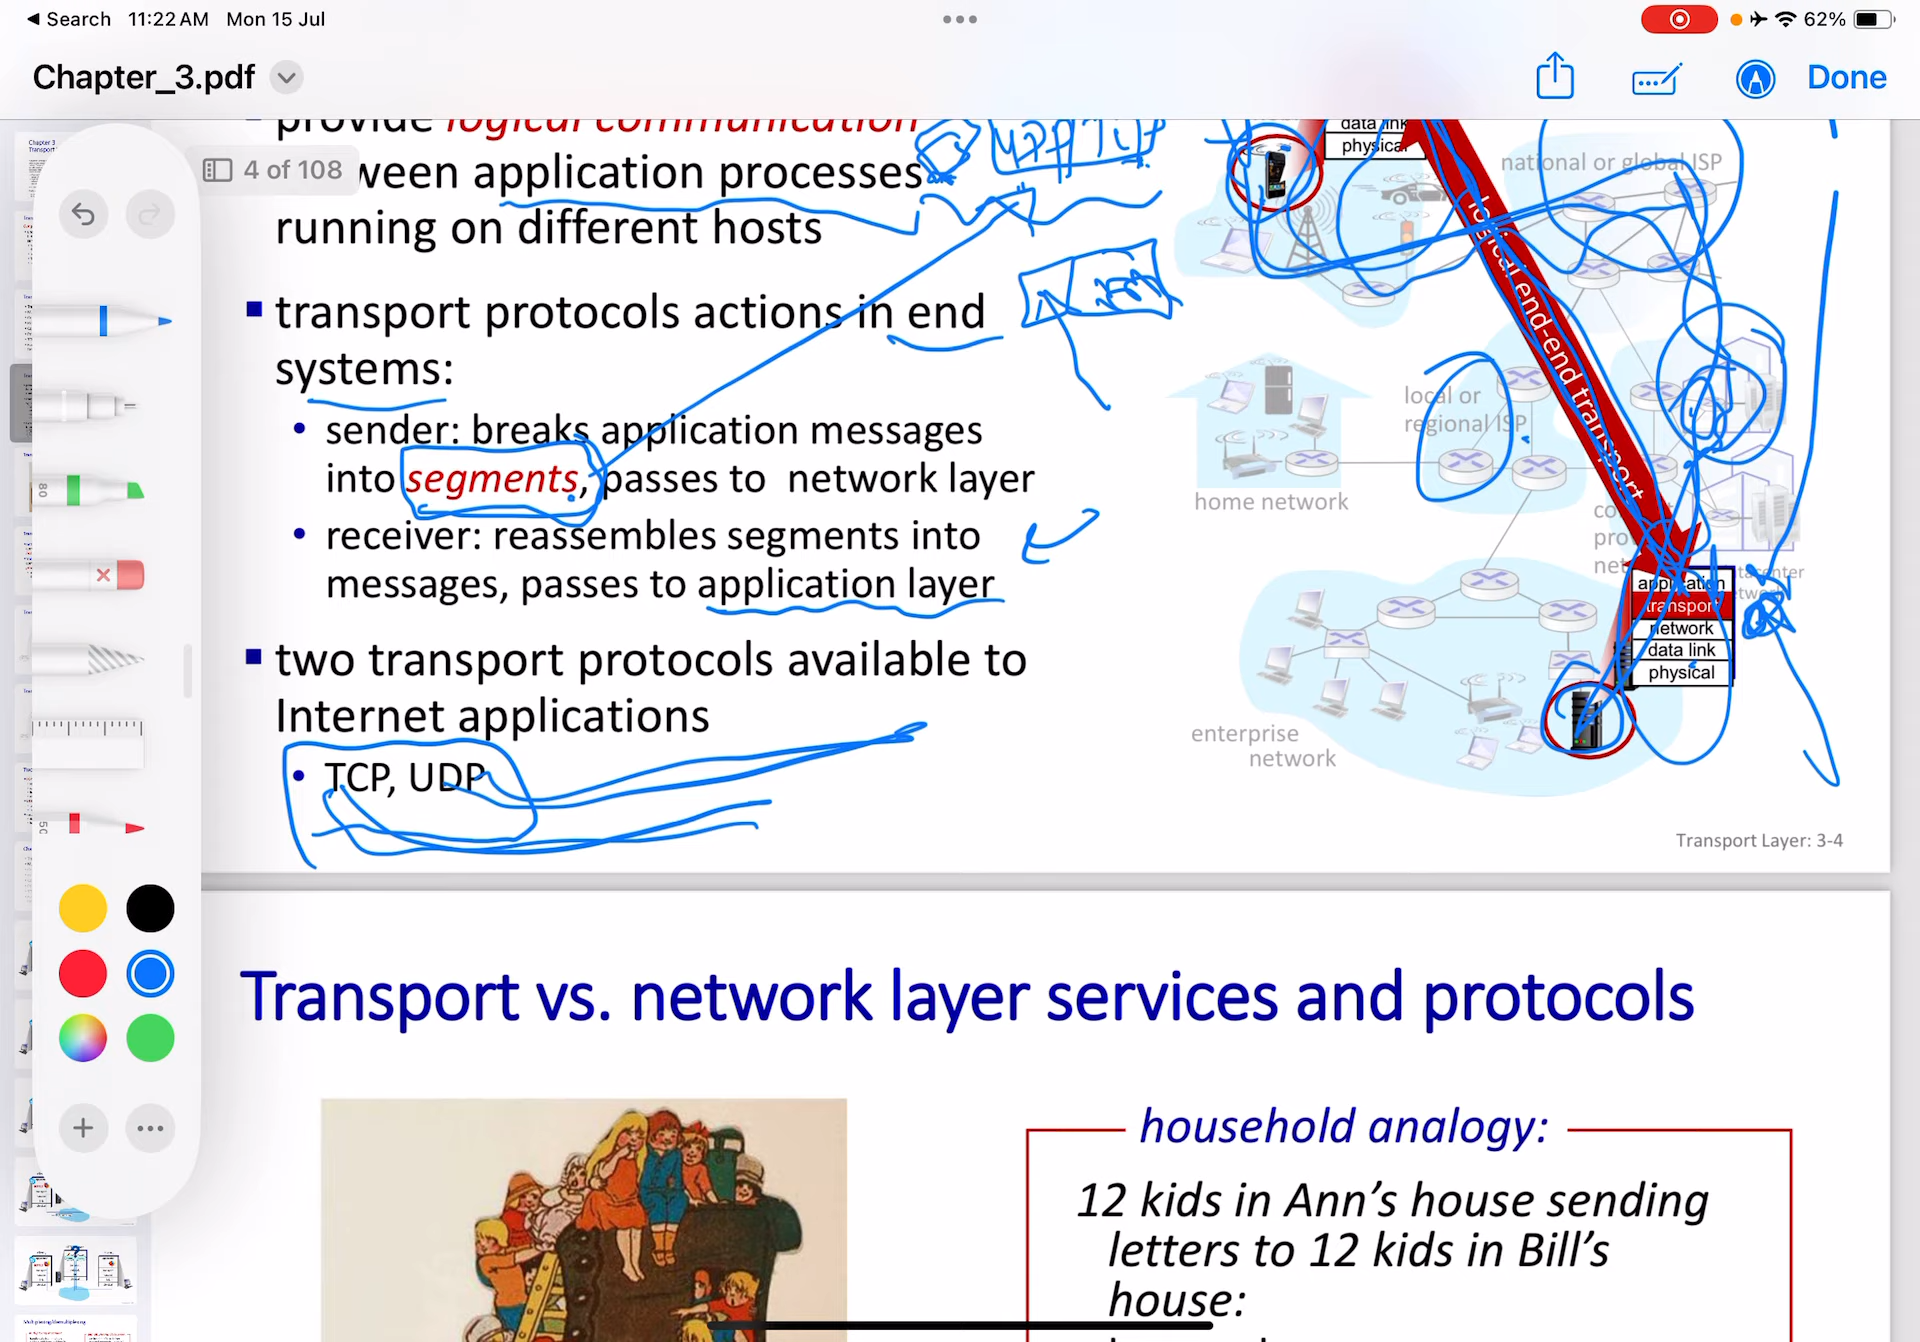 Search 11:22 AM Mon 15 Jul
62%
Chapter_3.pdf
Done
4 of 108
provide logical communication
ween application processes
running on different hosts
transport protocols actions in end
systems:
sender: breaks application messages
into segments, passes to network layer
receiver: reassembles segments into
messages, passes to application layer
two transport protocols available to
Internet applications
TCP, UDP
data link
physical
national or global ISP
logical end-end transport
local or
regional ISP
home network
enterprise
network
application
transport
network
data link
physical
Transport Layer: 3-4
Transport vs. network layer services and protocols
household analogy:
12 kids in Ann's house sending
letters to 12 kids in Bill's
house:
80
Chapter 3